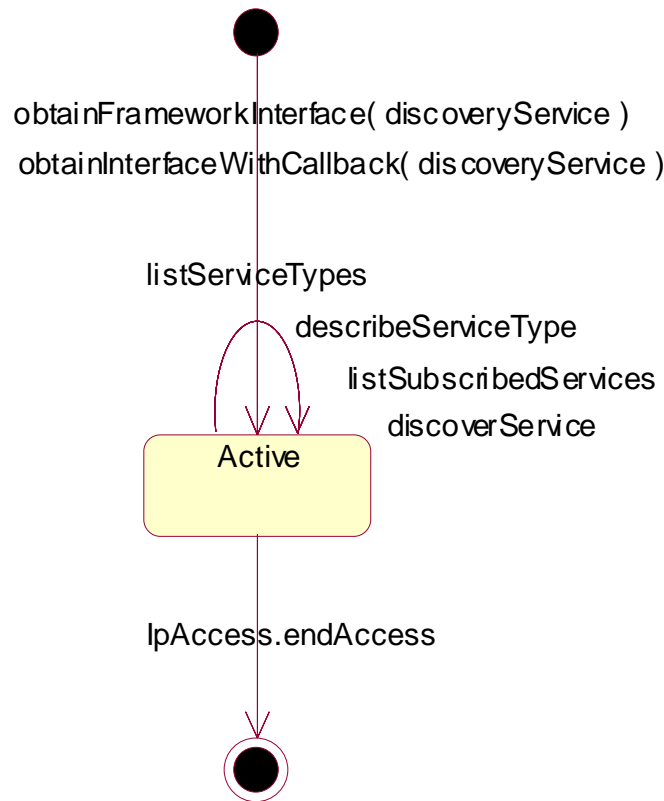 obtainFrameworkInterface( discoveryService )
obtainInterfaceWithCallback( discoveryService )
listServiceTypes
describeServiceType
listSubscribedServices
discoverService
Active
IpAccess.endAccess